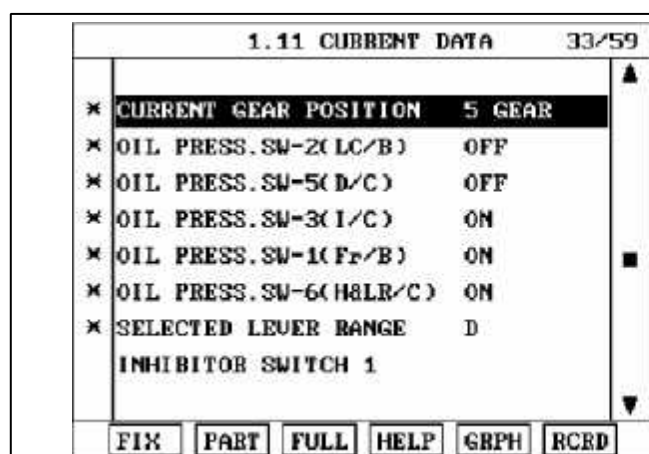 1.11 CURRENT DATA 33/59
▲
* CURRENT GEAR POSITION 5 GEAR
* OIL PRESS.SW-2(LC/B) OFF
* OIL PRESS.SW-5(D/C) OFF
* OIL PRESS.SW-3(I/C) ON
* OIL PRESS.SW-1(Fr/B) ON ■
* OIL PRESS.SW-6(H&LR/C) ON
* SELECTED LEVER RANGE D
INHIBITOR SWITCH 1
▼
FIX PART FULL HELP GRPH RCRD